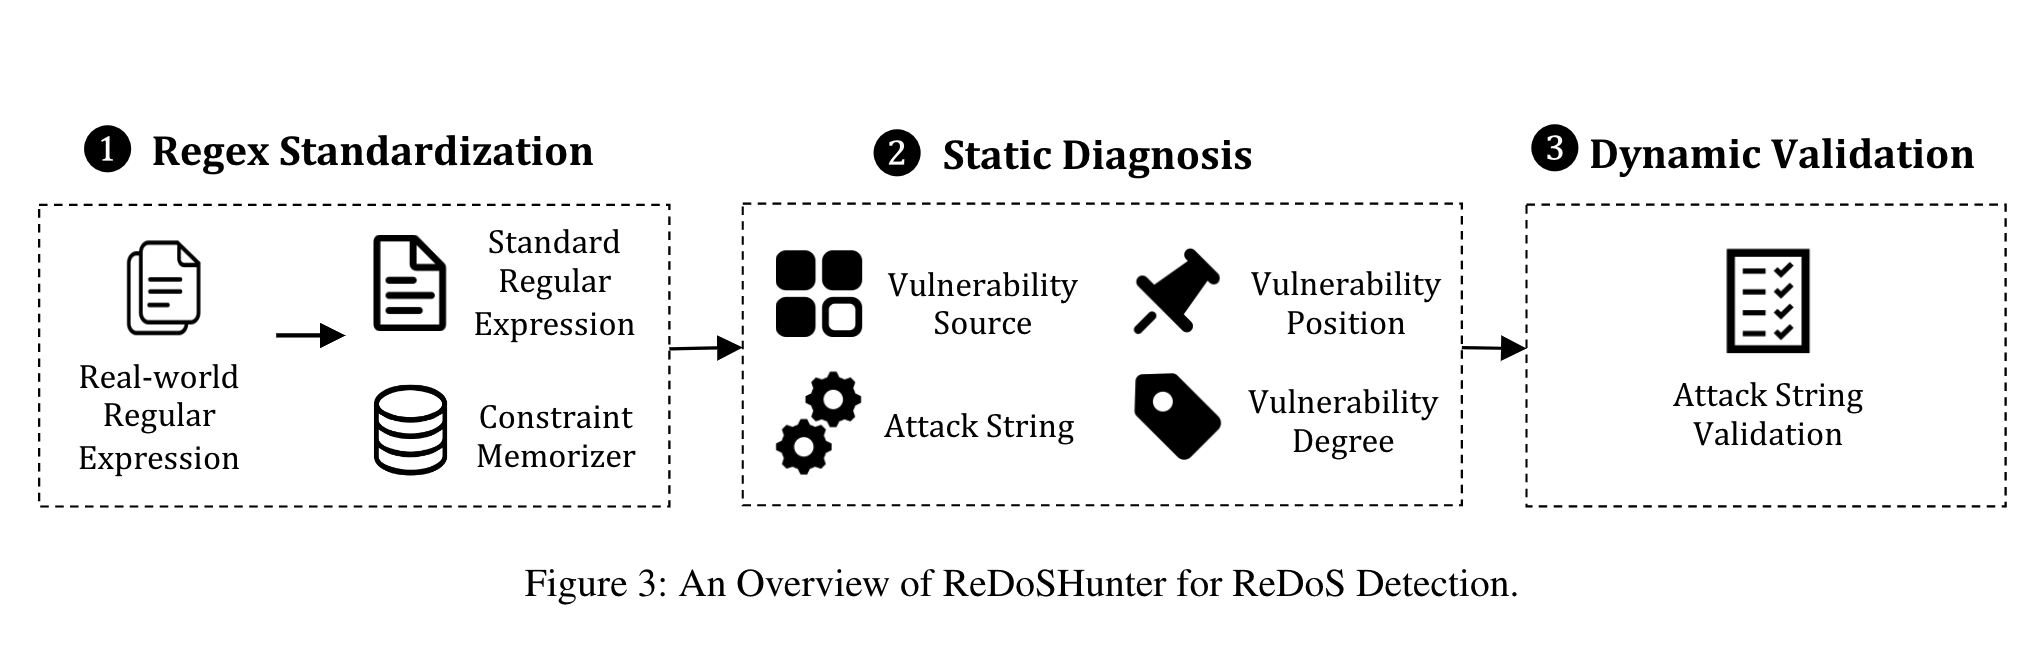 1 Regex Standardization
Real-world
Regular
Expression
Standard
Regular
Expression
Constraint
Memorizer
2 Static Diagnosis
Vulnerability
Source
Vulnerability
Position
Attack String
Vulnerability
Degree
3 Dynamic Validation
Attack String
Validation
Figure 3: An Overview of ReDoSHunter for ReDoS Detection.